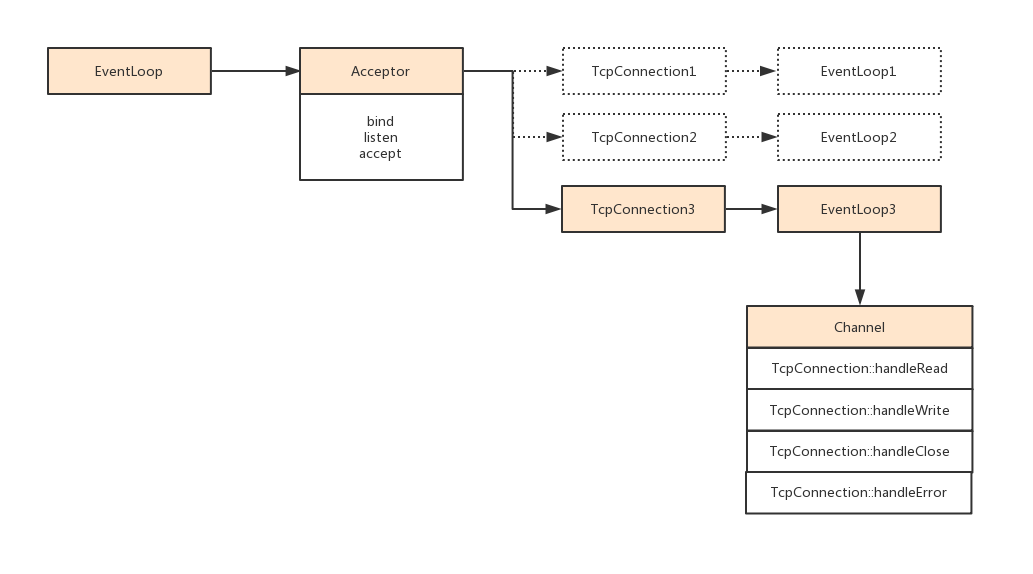 EventLoop
Acceptor
bind
listen
accept
TcpConnection1
EventLoop1
TcpConnection2
EventLoop2
TcpConnection3
EventLoop3
Channel
TcpConnection::handleRead
TcpConnection::handleWrite
TcpConnection::handleClose
TcpConnection::handleError